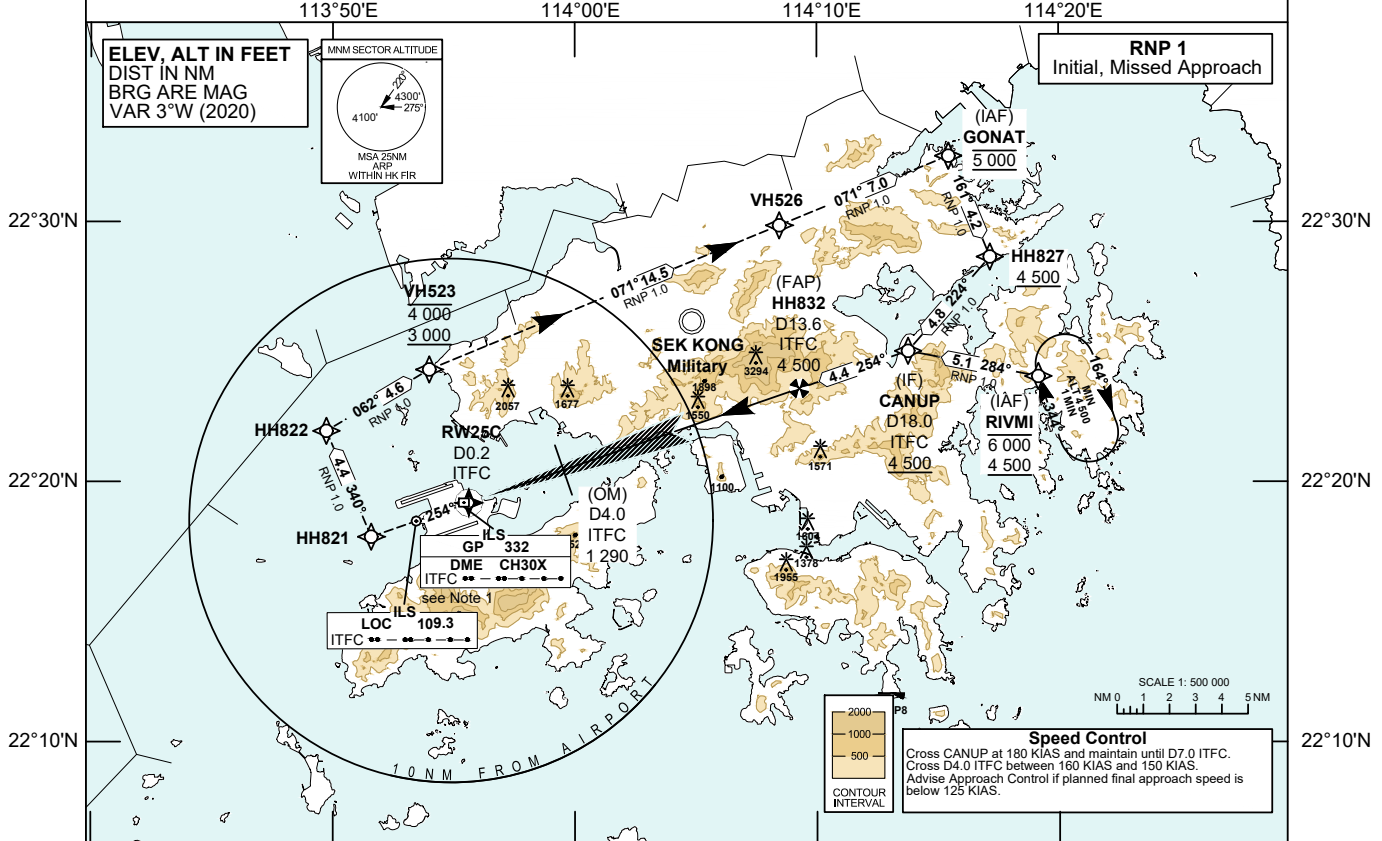 113°50'E
114°00'E
114°10'E
114°20'E
ELEV, ALT IN FEET
DIST IN NM
BRG ARE MAG
VAR 3°W (2020)
MNM SECTOR ALTITUDE
220°
4300'
275°
4100'
MSA 25NM
ARP
WITHIN HK FIR
RNP 1
Initial, Missed Approach
(IAF)
GONAT
5 000
22°30'N
22°30'N
VH526
071° 7.0
RNP 1.0
161° 4.2
RNP 1.0
HH827
4 500
071° 14.5
RNP 1.0
VH523
4 000
3 000
(FAP)
HH832
D13.6
ITFC
4 500
4.8 224°
RNP 1.0
SEK KONG
Military
3294
1898
1550
2057
1677
4.4 254°
5.1 284°
RNP 1.0
(IF)
CANUP
D18.0
ITFC
4 500
(IAF)
RIVMI
6 000
4 500
164°
MIN
ALT 4 500
1 MIN
344°
062° 4.6
RNP 1.0
HH822
RW25C
D0.2
ITFC
1571
22°20'N
22°20'N
4.4 340°
RNP 1.0
1100
254°
(OM)
D4.0
ITFC
1 290
HH821
1804
1378
1955
ILS
GP 332
DME CH30X
ITFC
see Note 1
ILS
LOC 109.3
ITFC
SCALE 1: 500 000
NM 0 1 2 3 4 5 NM
P8
2000
1000
500
CONTOUR
INTERVAL
22°10'N
22°10'N
10NM FROM AIRPORT
Speed Control
Cross CANUP at 180 KIAS and maintain until D7.0 ITFC.
Cross D4.0 ITFC between 160 KIAS and 150 KIAS.
Advise Approach Control if planned final approach speed is
below 125 KIAS.